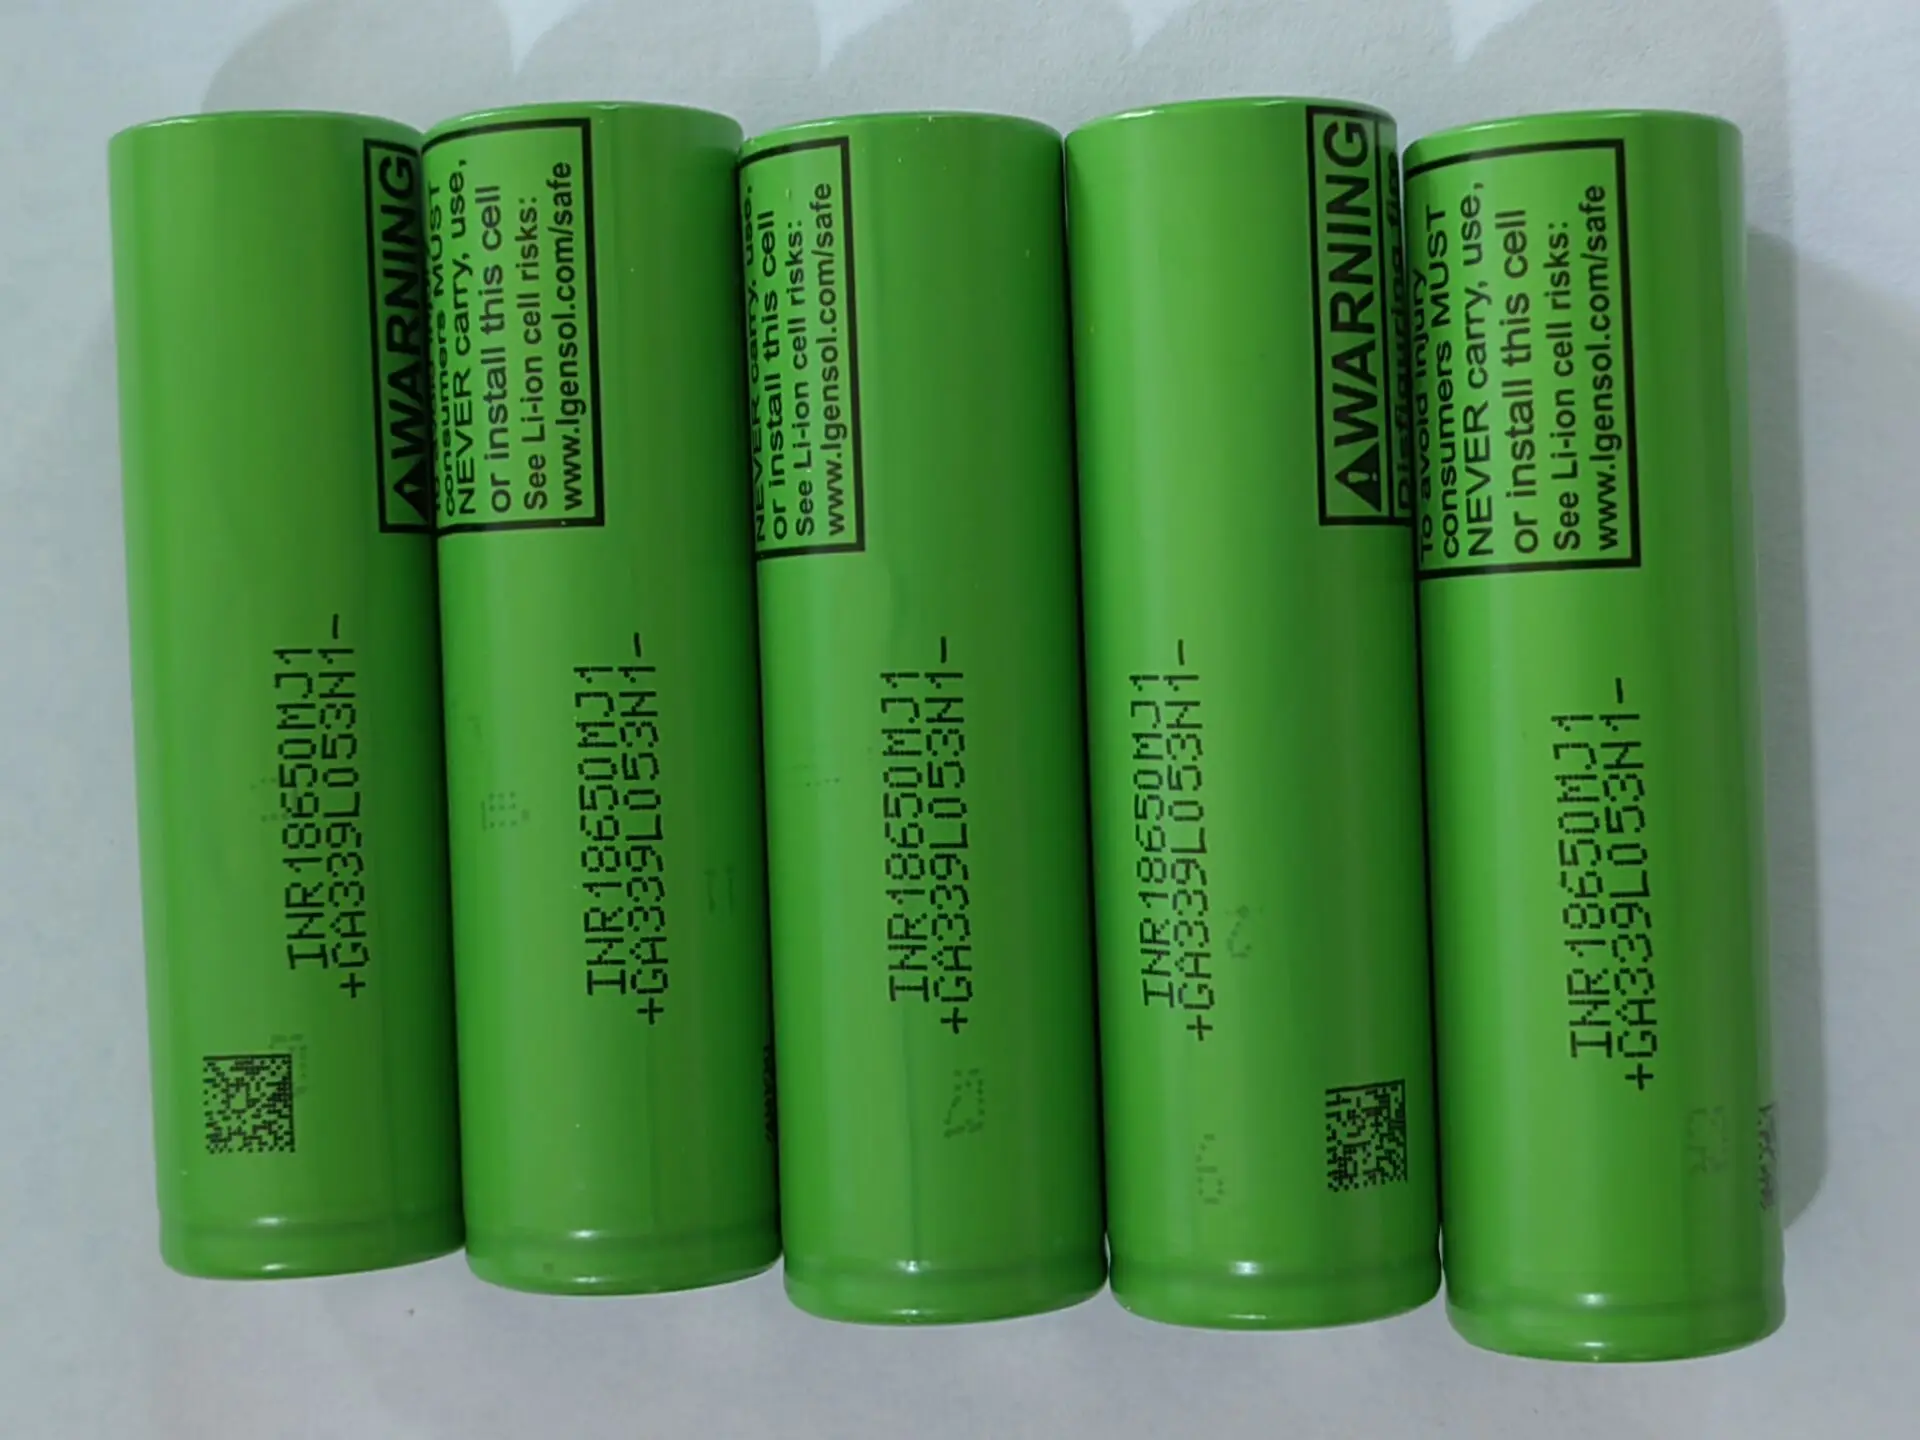 WARNING
INR18650MJ1
+GA339L053N1-
consumers MUST
NEVER carry, use,
or install this cell
See Li-ion cell risks:
www.lgensol.com/safe
INR18650MJ1
+GA339L053N1-
NEVER carry, use,
or install this cell
See Li-ion cell risks:
www.lgensol.com/safe
INR18650MJ1
+GA339L053N1-
WARNING
Disfiguring fire
INR18650MJ1
+GA339L053N1-
To avoid injury
consumers MUST
NEVER carry, use,
or install this cell
See Li-ion cell risks:
www.lgensol.com/safe
INR18650MJ1
+GA339L053N1-